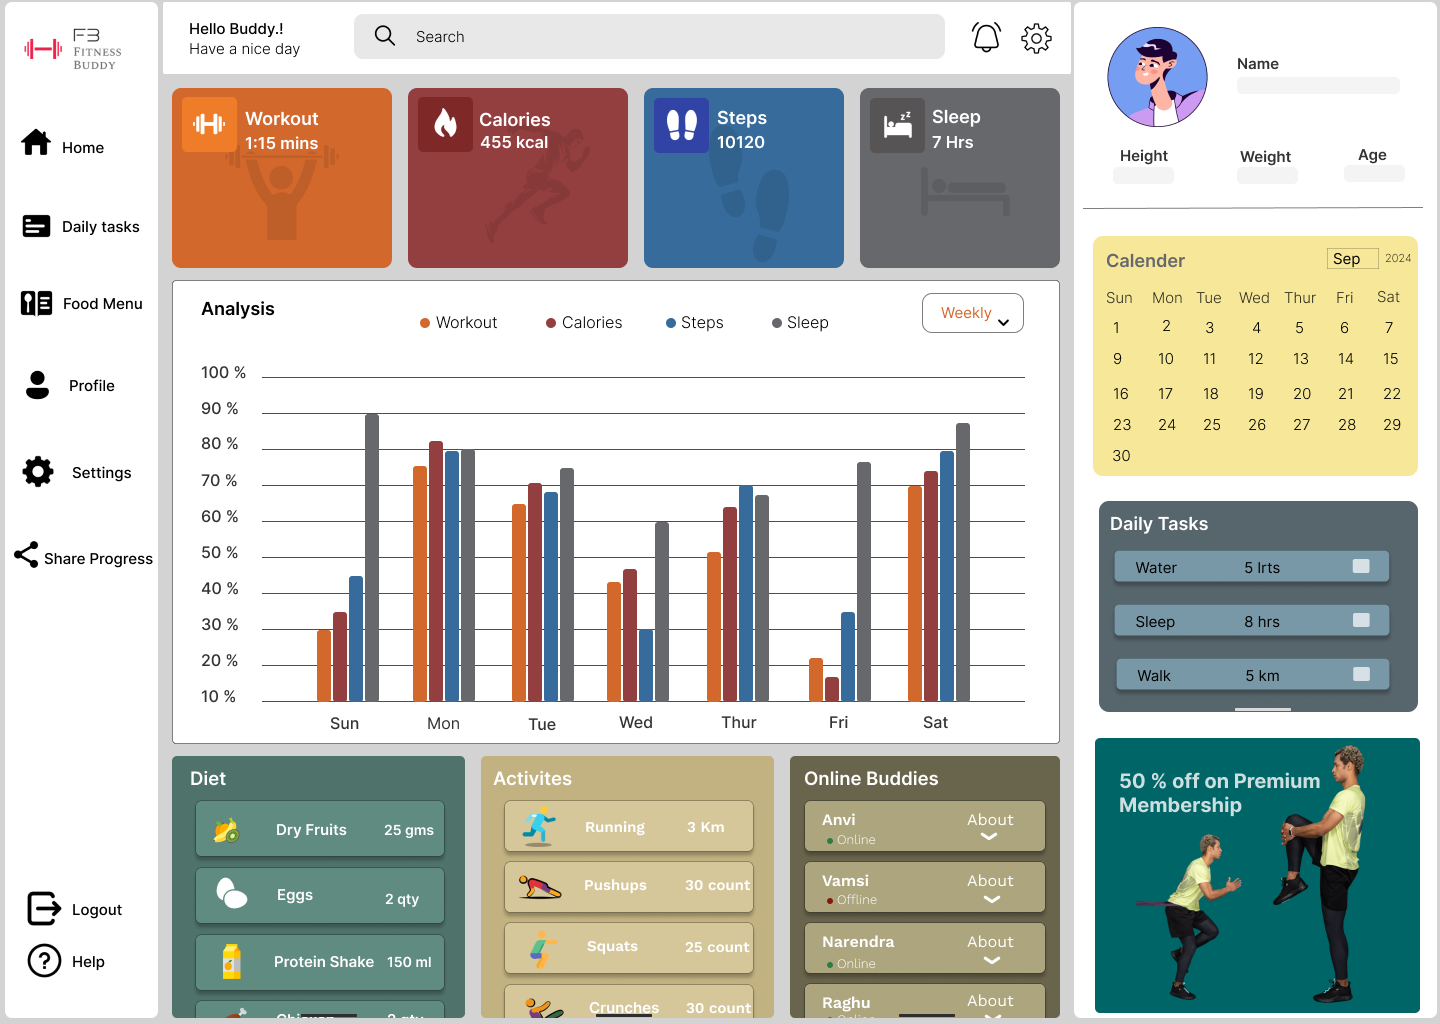 F3
FITNESS
BUDDY
Home
Daily tasks
Food Menu
Profile
Settings
Share Progress
Logout
? Help
Hello Buddy.!
Have a nice day
Search
Workout
1:15 mins
Calories
455 kcal
Steps
10120
Sleep
7 Hrs
Analysis
Workout Calories Steps Sleep
Weekly
100 %
90 %
80 %
70 %
60 %
50 %
40 %
30 %
20 %
10 %
Sun Mon Tue Wed Thur Fri Sat
Diet
Dry Fruits 25 gms
Eggs 2 qty
Protein Shake 150 ml
Activites
Running 3 Km
Pushups 30 count
Squats 25 count
Crunches 30 count
Online Buddies
Anvi About
Online
Vamsi About
Offline
Narendra About
Online
Raghu About
Name
Height Weight Age
Calender Sep 2024
Sun Mon Tue Wed Thur Fri Sat
1 2 3 4 5 6 7
9 10 11 12 13 14 15
16 17 18 19 20 21 22
23 24 25 26 27 28 29
30
Daily Tasks
Water 5 lrts
Sleep 8 hrs
Walk 5 km
50 % off on Premium
Membership